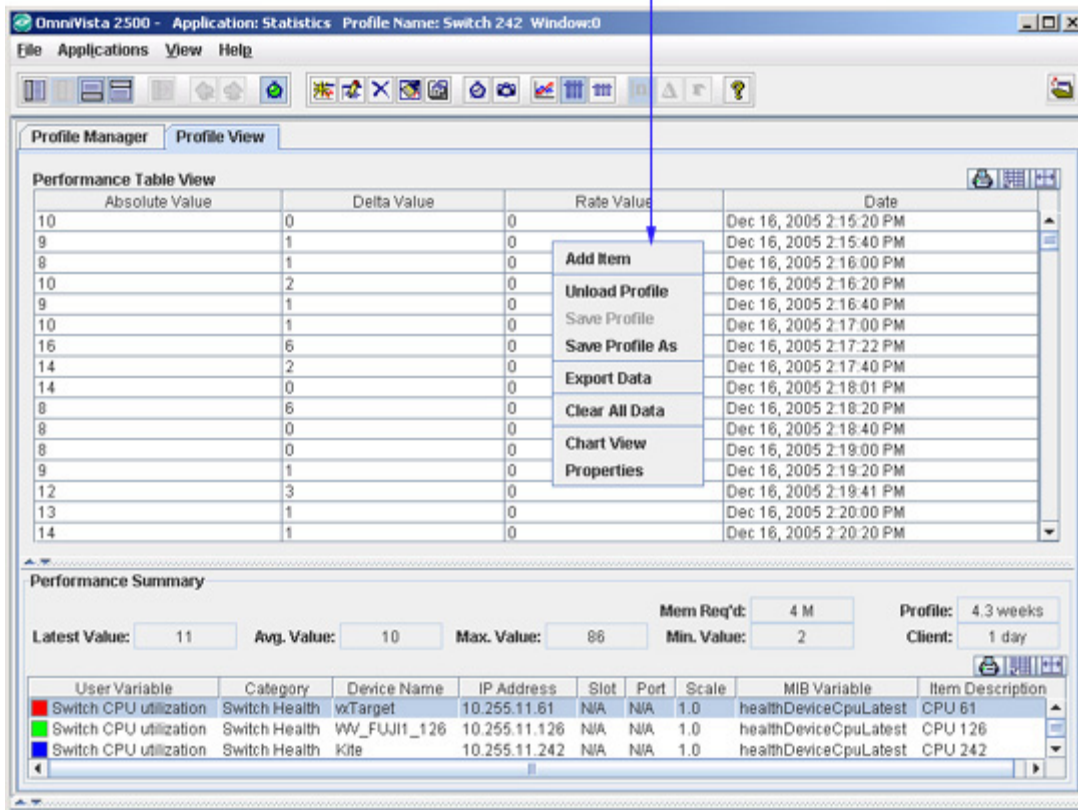 OmniVista 2500 - Application: Statistics Profile Name: Switch 242 Window:0
File Applications View Help
Profile Manager Profile View
Performance Table View
Absolute Value Delta Value Rate Value Date
10 0 0 Dec 16, 2005 2:15:20 PM
9 1 0 Dec 16, 2005 2:15:40 PM
8 1 0 Dec 16, 2005 2:16:00 PM
10 2 0 Dec 16, 2005 2:16:20 PM
9 1 0 Dec 16, 2005 2:16:40 PM
10 1 0 Dec 16, 2005 2:17:00 PM
16 6 0 Dec 16, 2005 2:17:22 PM
14 2 0 Dec 16, 2005 2:17:40 PM
14 0 0 Dec 16, 2005 2:18:01 PM
8 6 0 Dec 16, 2005 2:18:20 PM
8 0 0 Dec 16, 2005 2:18:40 PM
8 0 0 Dec 16, 2005 2:19:00 PM
9 1 0 Dec 16, 2005 2:19:20 PM
12 3 0 Dec 16, 2005 2:19:41 PM
13 1 0 Dec 16, 2005 2:20:00 PM
14 1 0 Dec 16, 2005 2:20:20 PM
Add Item
Unload Profile
Save Profile
Save Profile As
Export Data
Clear All Data
Chart View
Properties
Performance Summary
Mem Req'd: 4 M Profile: 4.3 weeks
Latest Value: 11 Avg. Value: 10 Max. Value: 86 Min. Value: 2 Client: 1 day
User Variable Category Device Name IP Address Slot Port Scale MIB Variable Item Description
Switch CPU utilization Switch Health vxTarget 10.255.11.61 N/A N/A 1.0 healthDeviceCpuLatest CPU 61
Switch CPU utilization Switch Health WV_FUJI1_126 10.255.11.126 N/A N/A 1.0 healthDeviceCpuLatest CPU 126
Switch CPU utilization Switch Health Kite 10.255.11.242 N/A N/A 1.0 healthDeviceCpuLatest CPU 242